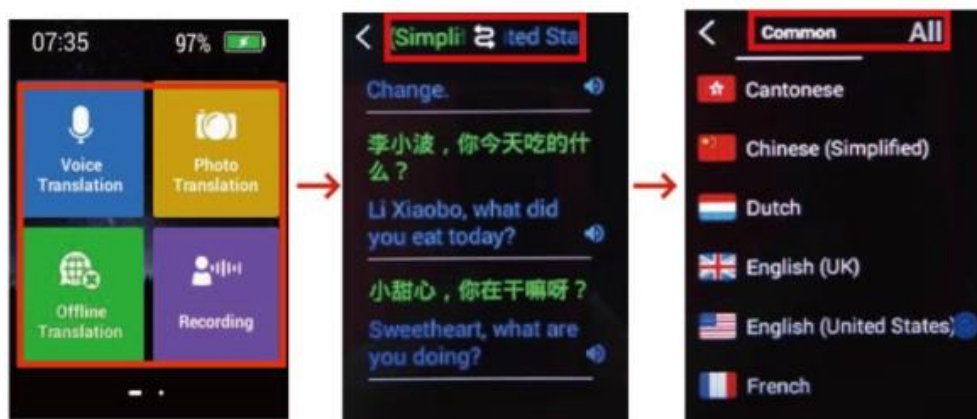 07:35 97%
Voice
Translation
Photo
Translation
Offline
Translation
Recording
(Simpli ted Sta
Change.
李小波，你今天吃的什
么？
Li Xiaobo, what did
you eat today?
小甜心，你在干嘛呀？
Sweetheart, what are
you doing?
Common All
Cantonese
Chinese (Simplified)
Dutch
English (UK)
English (United States)
French